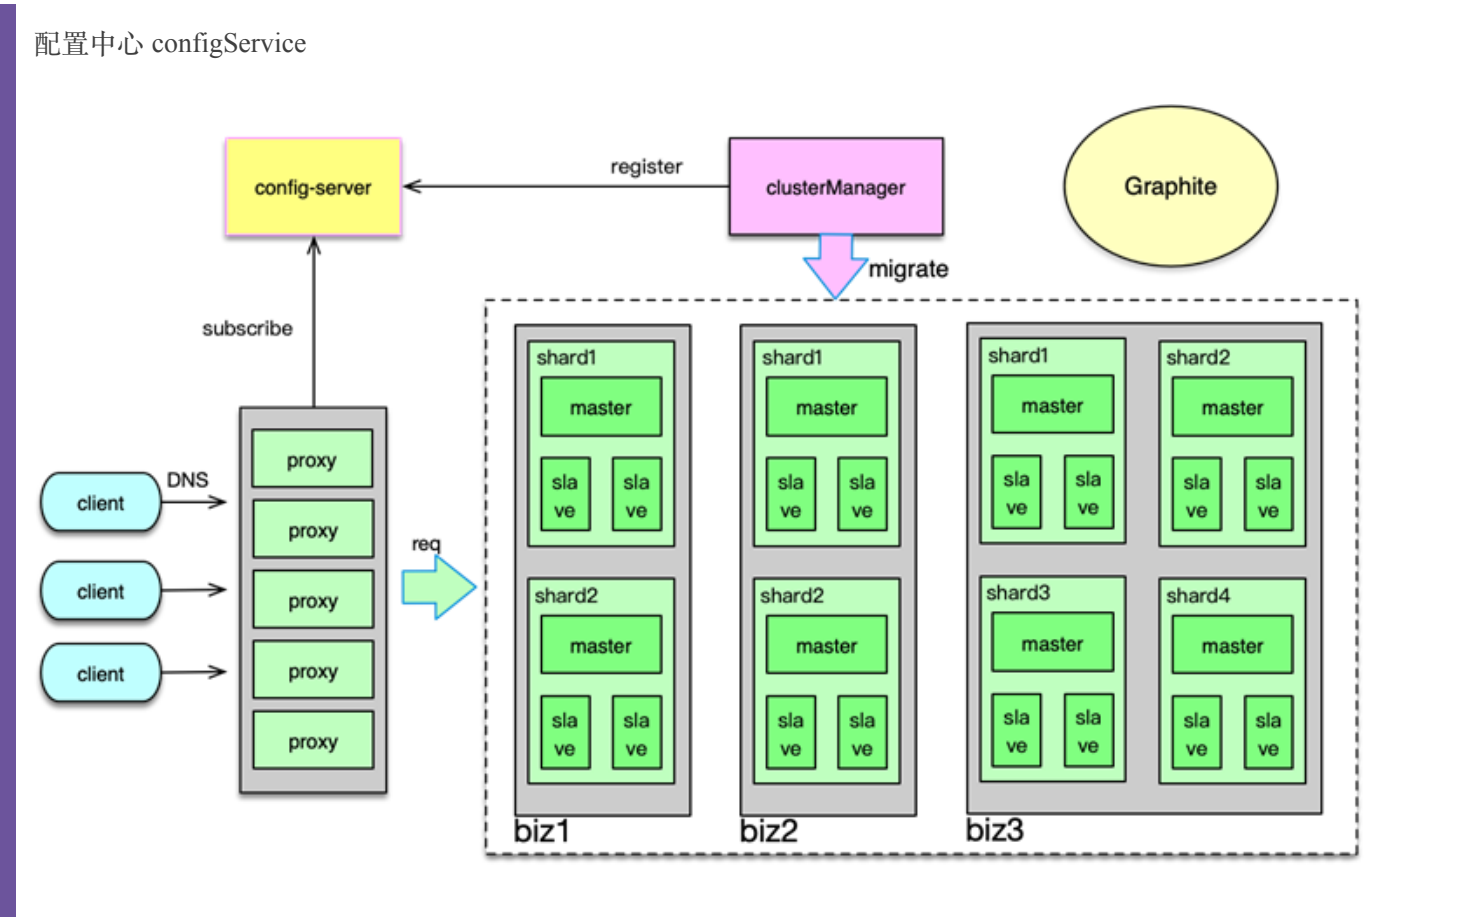 配置中心 configService
config-server
register
clusterManager
Graphite
migrate
subscribe
DNS
client
client
client
proxy
proxy
proxy
proxy
proxy
req
shard1
master
sla
ve
sla
ve
shard2
master
sla
ve
sla
ve
biz1
shard1
master
sla
ve
sla
ve
shard2
master
sla
ve
sla
ve
biz2
shard1
master
sla
ve
sla
ve
shard2
master
sla
ve
sla
ve
shard3
master
sla
ve
sla
ve
shard4
master
sla
ve
sla
ve
biz3